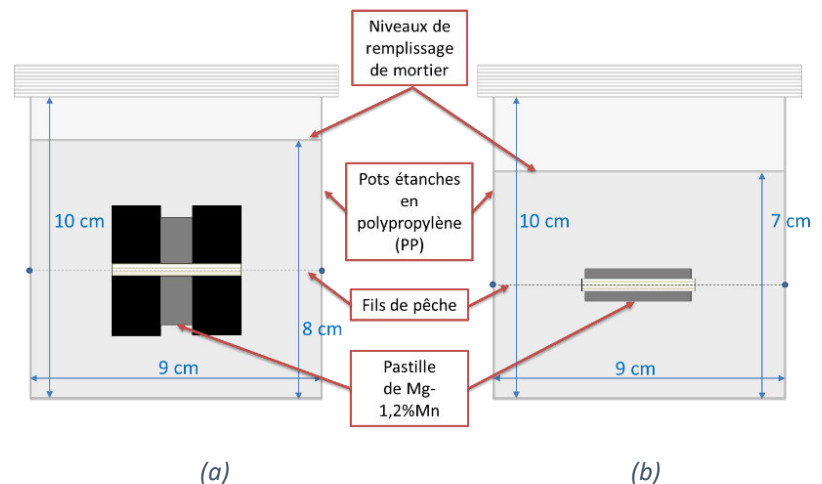 Niveaux de
remplissage
de mortier
10 cm
Pots étanches
en
polypropylène
(PP)
10 cm
7 cm
Fils de pêche
8 cm
9 cm
Pastille
de Mg-
1,2%Mn
9 cm
(a)
(b)